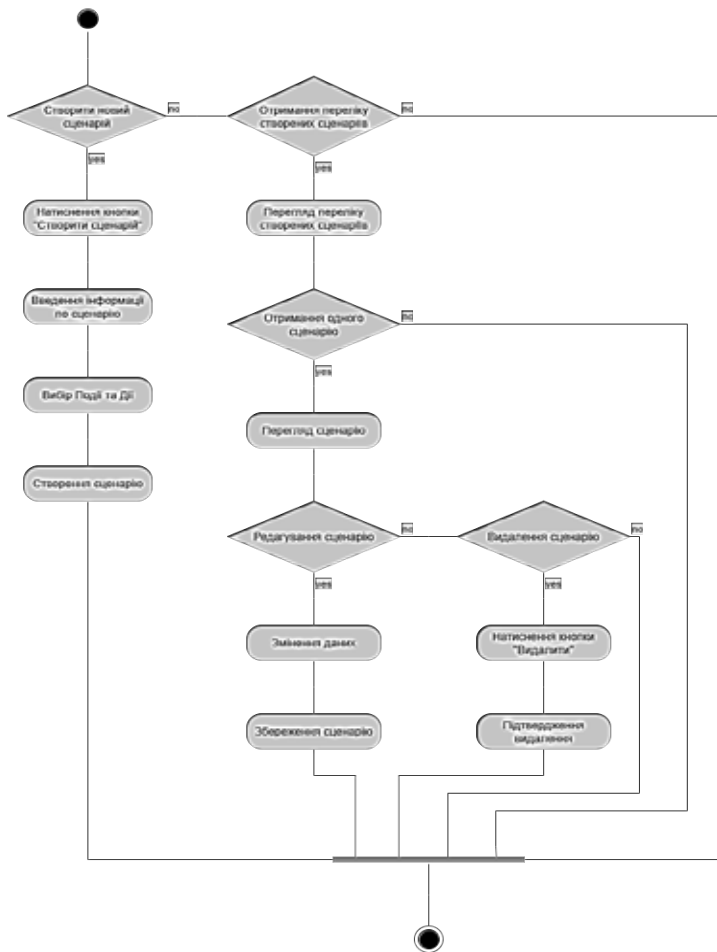 Створити новий
сценарій
no
yes
Отримання переліку
створених сценаріїв
no
yes
Натиснення кнопки
"Створити сценарій"
Перегляд переліку
створених сценаріїв
Введення інформації
по сценарію
Отримання одного
сценарію
no
yes
Вибір Події та Дії
Перегляд сценарію
Створення сценарію
Редагування сценарію
no
yes
Видалення сценарію
no
yes
Змінення даних
Натиснення кнопки
"Видалити"
Збереження сценарію
Підтвердження
видалення